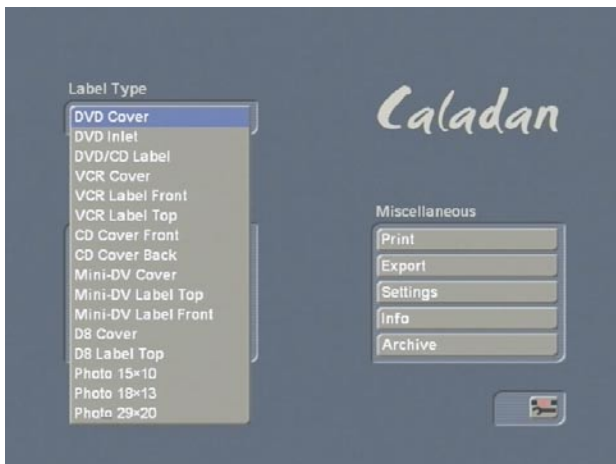 Label Type
DVD Cover
DVD Inlet
DVD/CD Label
VCR Cover
VCR Label Front
VCR Label Top
CD Cover Front
CD Cover Back
Mini-DV Cover
Mini-DV Label Top
Mini-DV Label Front
D8 Cover
D8 Label Top
Photo 15×10
Photo 18×13
Photo 29×20
Caladan
Miscellaneous
Print
Export
Settings
Info
Archive